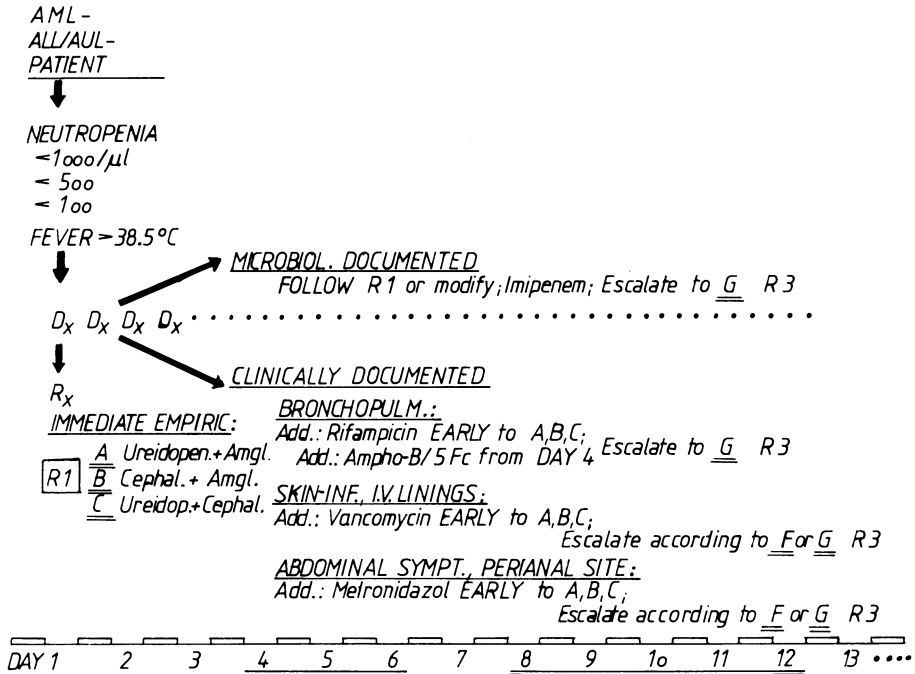 AML-
ALL/AUL-
PATIENT
NEUTROPENIA
<1000/µl
< 500
< 100
FEVER > 38.5°C
MICROBIOL. DOCUMENTED
FOLLOW R1 or modify; Imipenem; Escalate to G R3
Dx Dx Dx Dx
CLINICALLY DOCUMENTED
Rx
IMMEDIATE EMPIRIC:
R1
A Ureidopen.+Amgl.
B Cephal.+ Amgl.
C Ureidop.+Cephal.
BRONCHOPULM.:
Add.: Rifampicin EARLY to A,B,C;
Add.: Ampho-B/5Fc from DAY 4 Escalate to G R3
SKIN-INF., I.V. LININGS:
Add.: Vancomycin EARLY to A,B,C;
Escalate according to F or G R3
ABDOMINAL SYMPT., PERIANAL SITE:
Add.: Metronidazol EARLY to A,B,C;
Escalate according to F or G R3
DAY 1 2 3 4 5 6 7 8 9 10 11 12 13 ••••